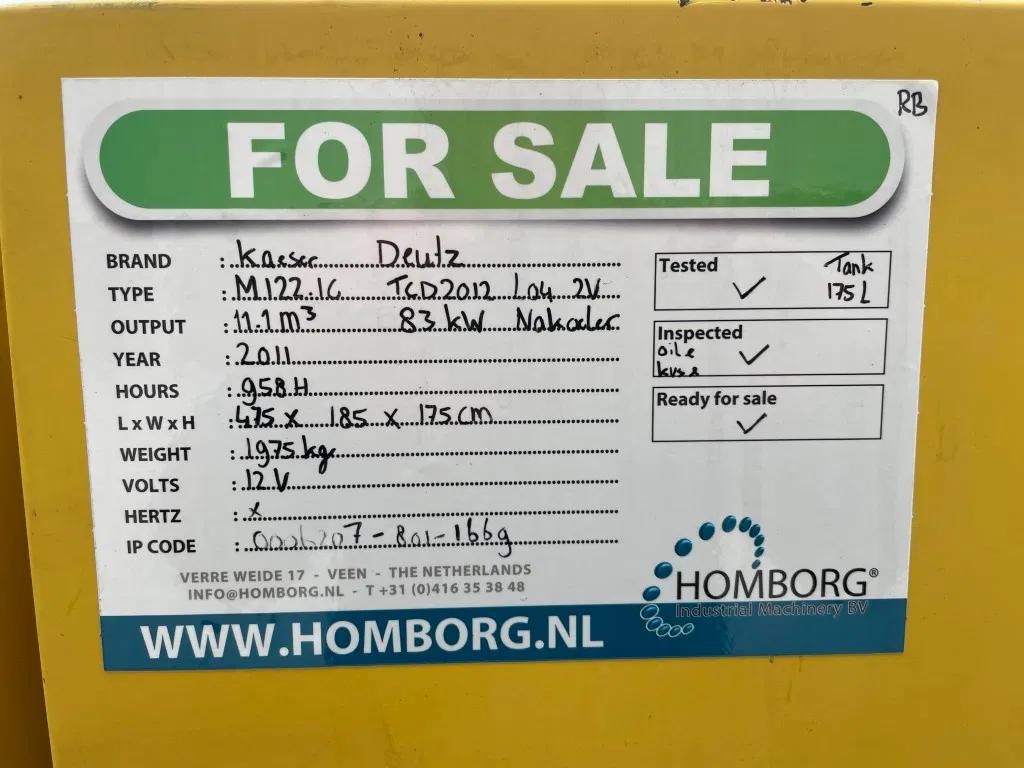 RB
FOR SALE
BRAND : Kaeser Deutz
TYPE : M122.IC TCD2012 L04 2V
OUTPUT : 11.1 m³ 83 kW Nakoeler
YEAR : 2011
HOURS : 958 H
L x W x H : 475 x 185 x 175 cm
WEIGHT : 1975 kg
VOLTS : 12 V
HERTZ : x
IP CODE : 0006207-801-1669
Tested ✓ Tank
175 L
Inspected ✓
oil e
Ready for sale
✓
VERRE WEIDE 17 - VEEN - THE NETHERLANDS
INFO@HOMBORG.NL - T +31 (0)416 35 38 48
HOMBORG®
Industrial Machinery BV
WWW.HOMBORG.NL